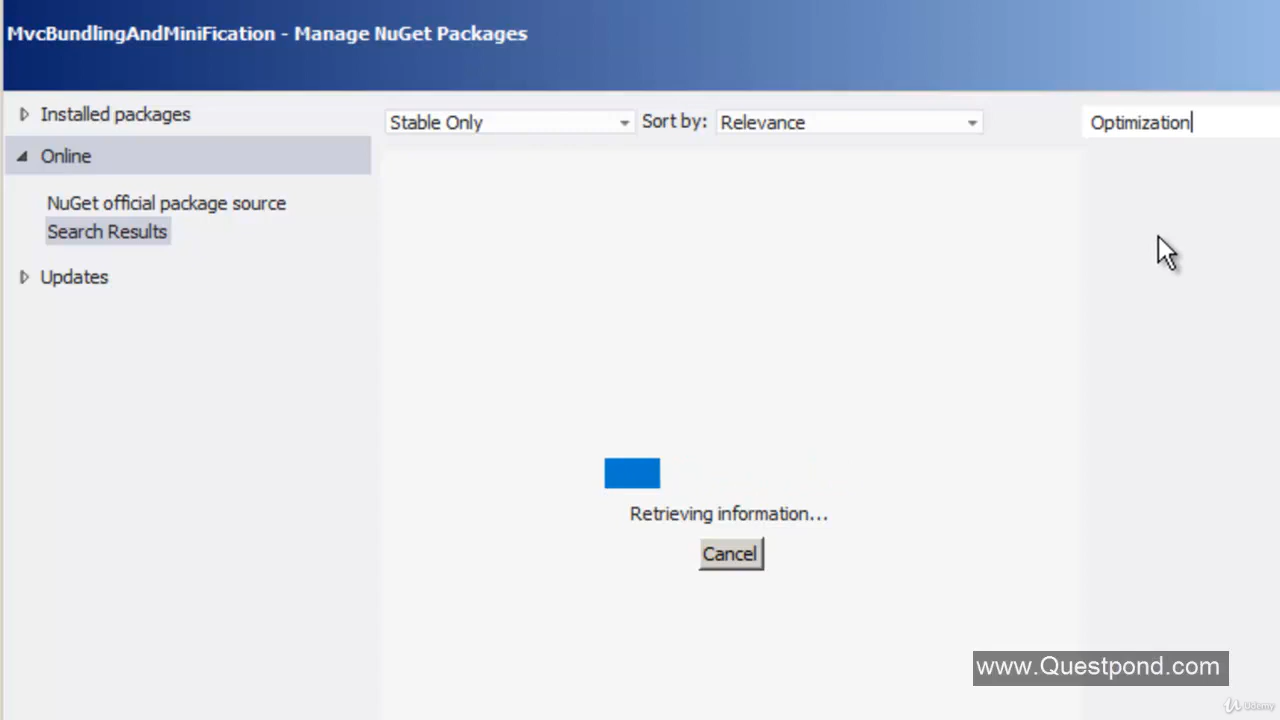 MvcBundlingAndMiniFication - Manage NuGet Packages
Installed packages
Stable Only
Sort by:
Relevance
Optimization
Online
NuGet official package source
Search Results
Updates
Retrieving information...
Cancel
www.Questpond.com
Udemy